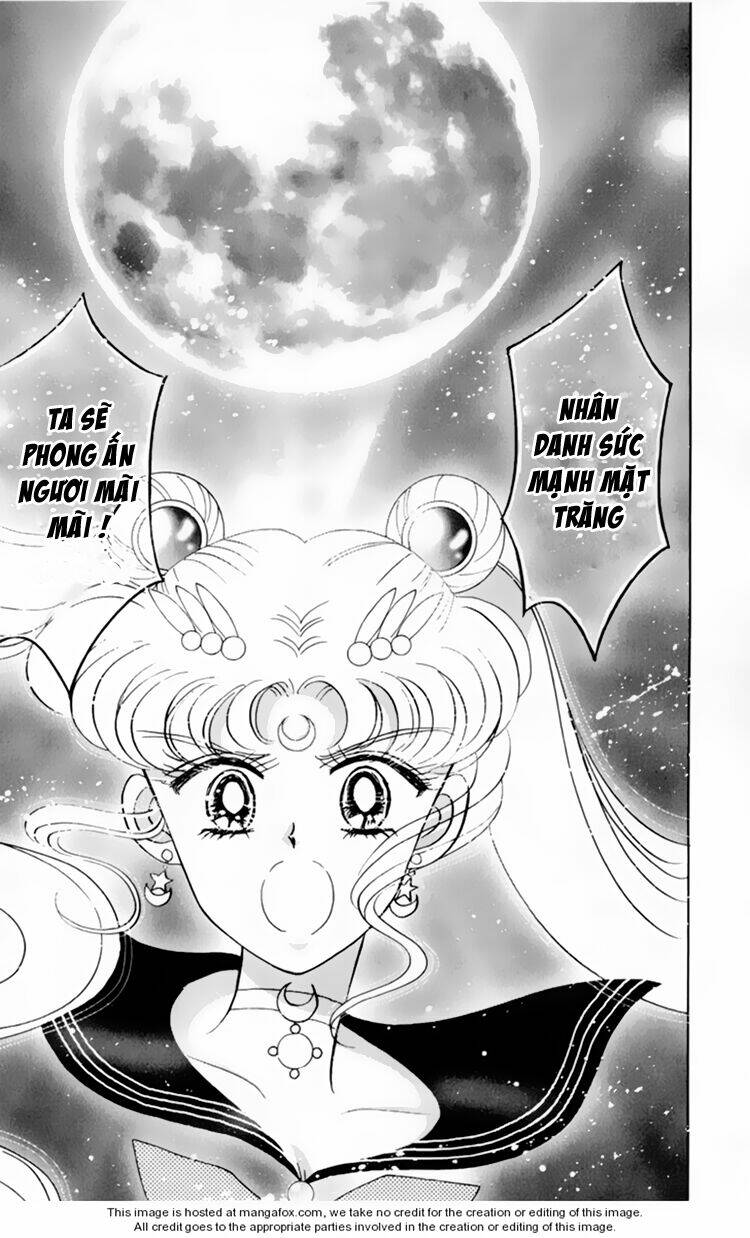 NHÂN
DANH SỨC
MẠNH MẶT
TRĂNG
TA SẼ
PHONG ẤN
NGƯƠI MÃI
MÃI !
This image is hosted at mangafox.com, we take no credit for the creation or editing of this image.
All credit goes to the appropriate parties involved in the creation or editing of this image.